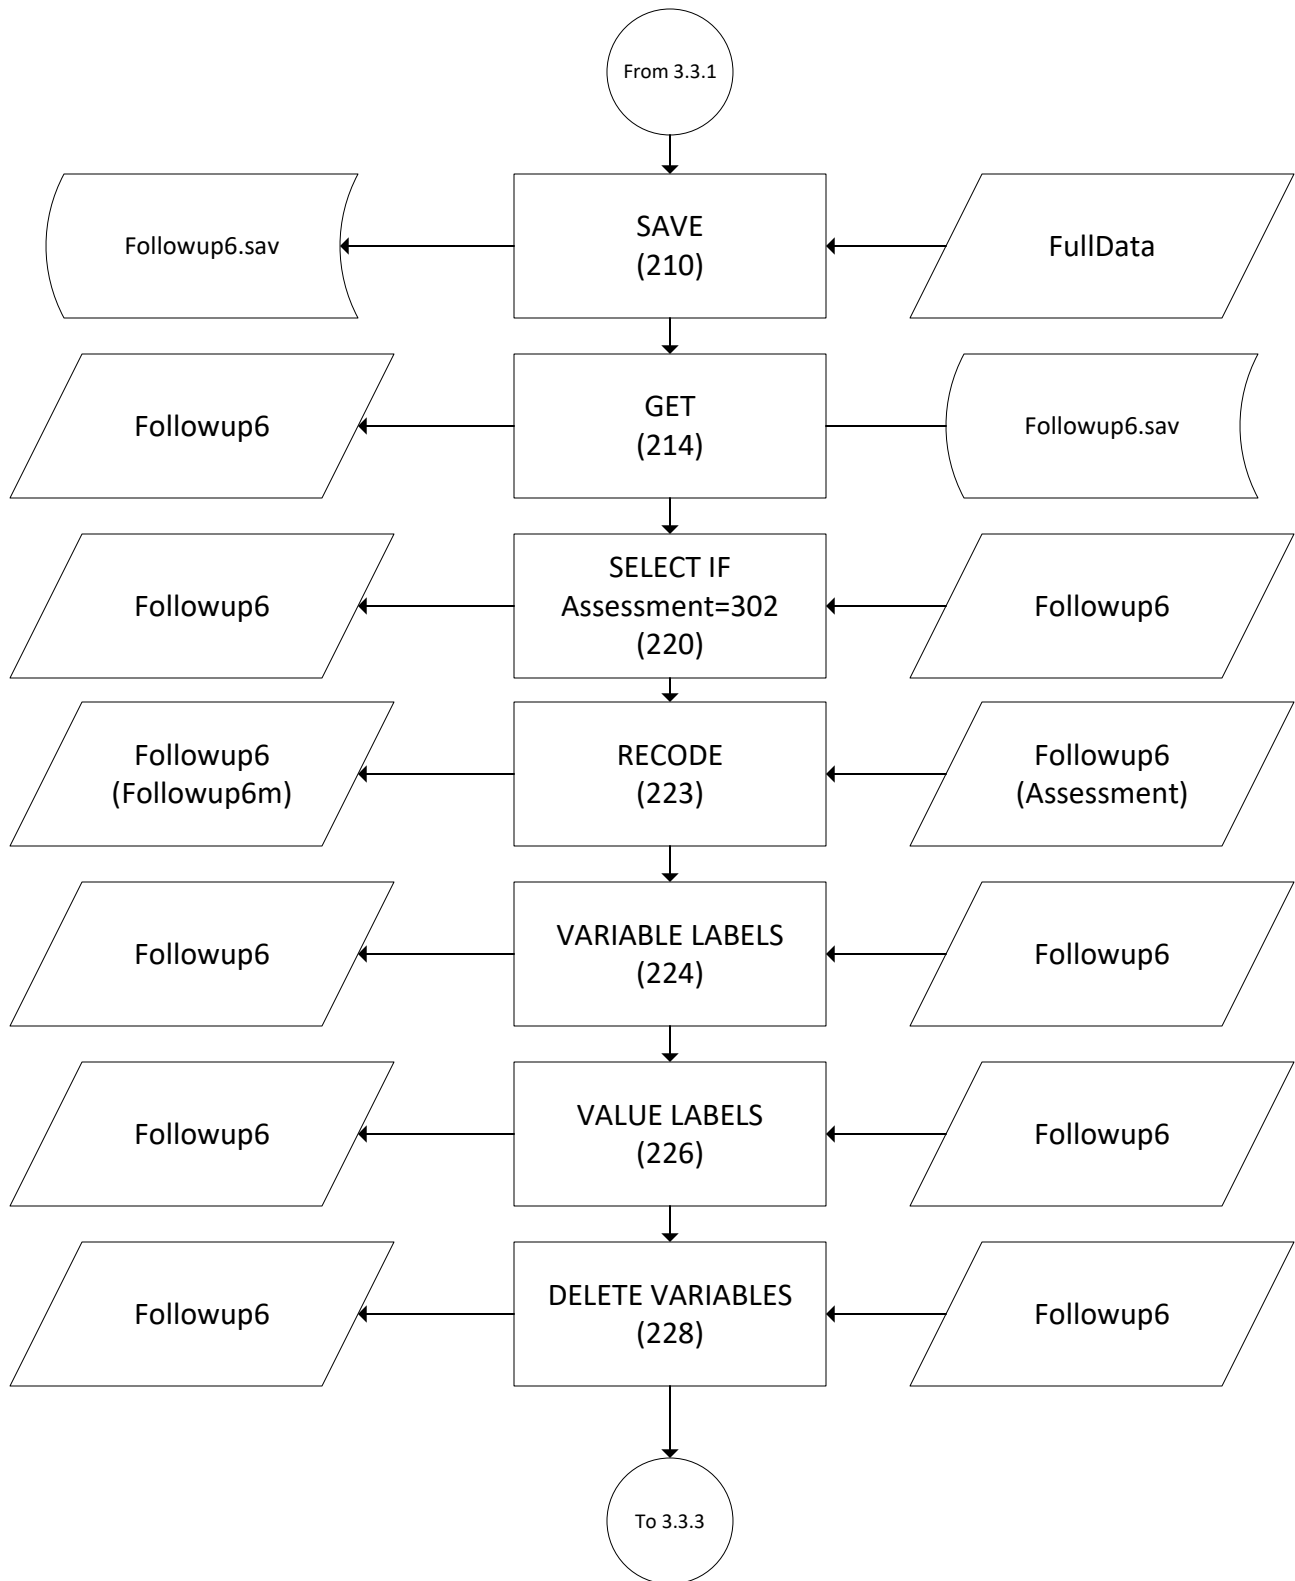 From 3.3.1
Followup6.sav
SAVE
(210)
FullData
Followup6
GET
(214)
Followup6.sav
Followup6
SELECT IF
Assessment=302
(220)
Followup6
Followup6
(Followup6m)
RECODE
(223)
Followup6
(Assessment)
Followup6
VARIABLE LABELS
(224)
Followup6
Followup6
VALUE LABELS
(226)
Followup6
Followup6
DELETE VARIABLES
(228)
Followup6
To 3.3.3